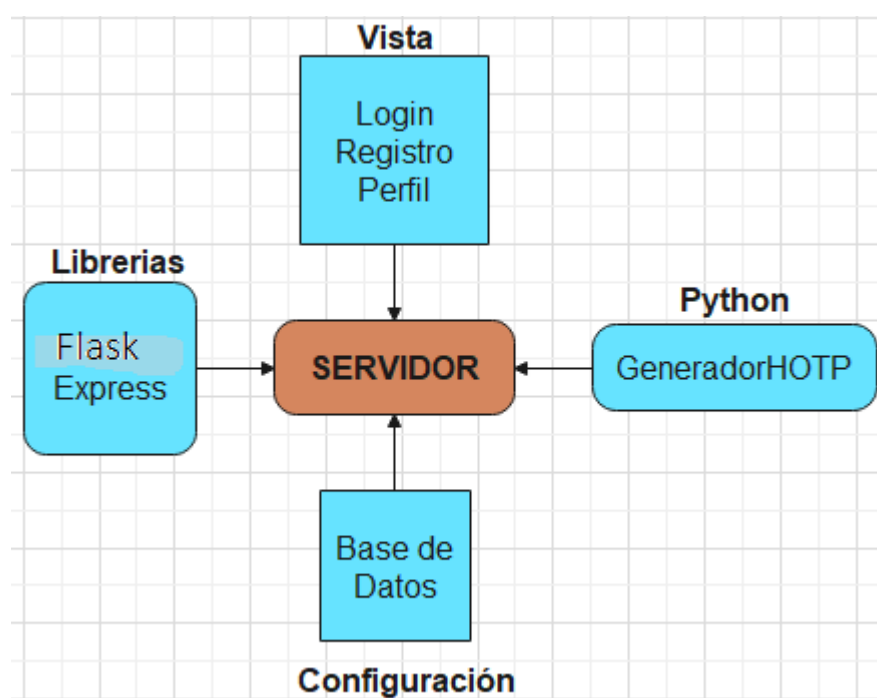 Vista
Login
Registro
Perfil
Librerias
Flask
Express
SERVIDOR
Python
GeneradorHOTP
Base de
Datos
Configuración